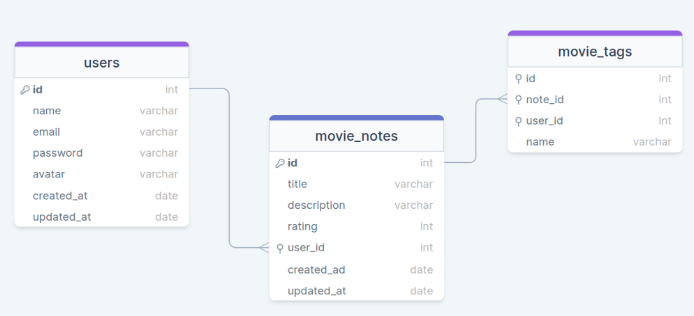 users
id int
name varchar
email varchar
password varchar
avatar varchar
created_at date
updated_at date
movie_notes
id int
title varchar
description varchar
rating int
user_id int
created_ad date
updated_at date
movie_tags
id int
note_id int
user_id int
name varchar